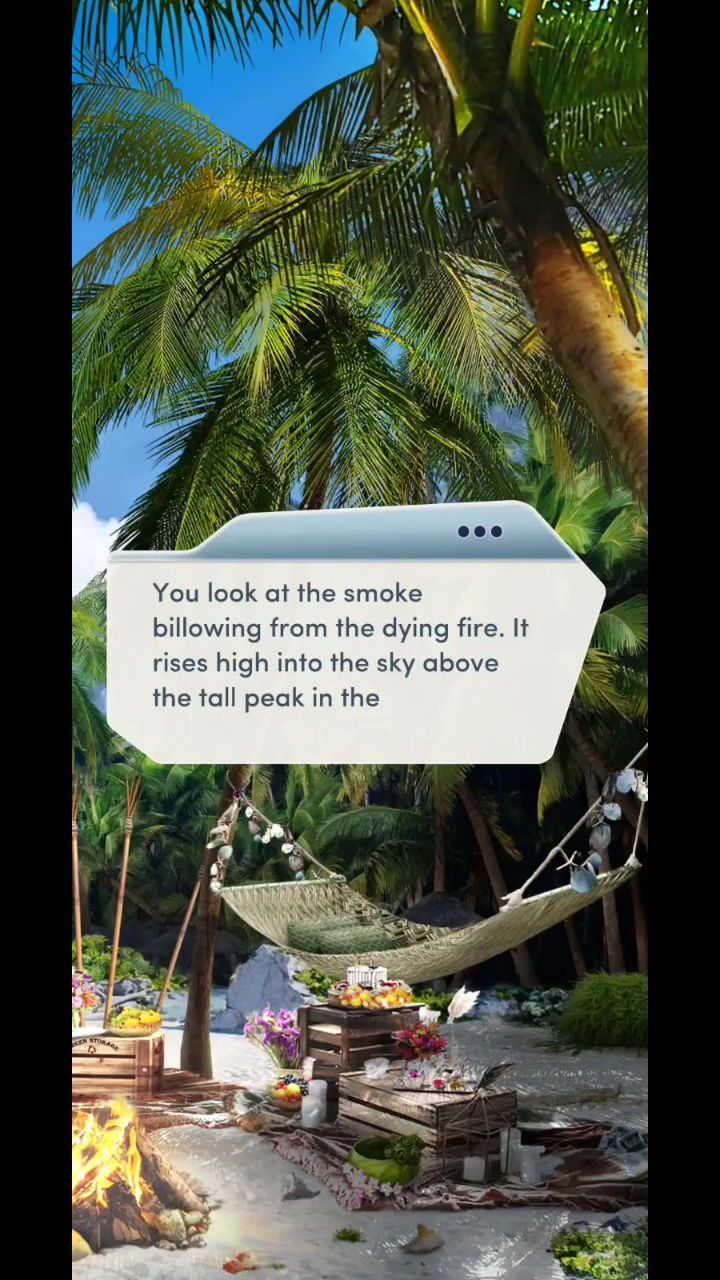 You look at the smoke
billowing from the dying fire. It
rises high into the sky above
the tall peak in the
STORAGE